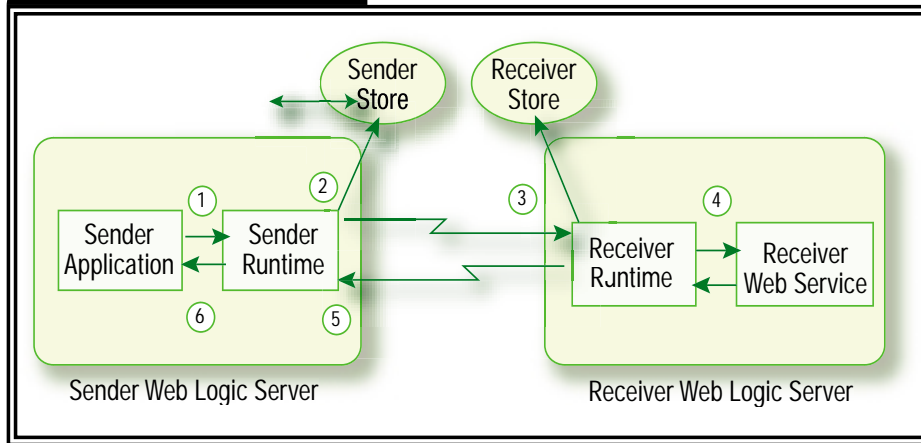 Sender
Store
Receiver
Store
1
2
3
4
Sender
Application
Sender
Runtime
Receiver
Runtime
Receiver
Web Service
6
5
Sender Web Logic Server
Receiver Web Logic Server